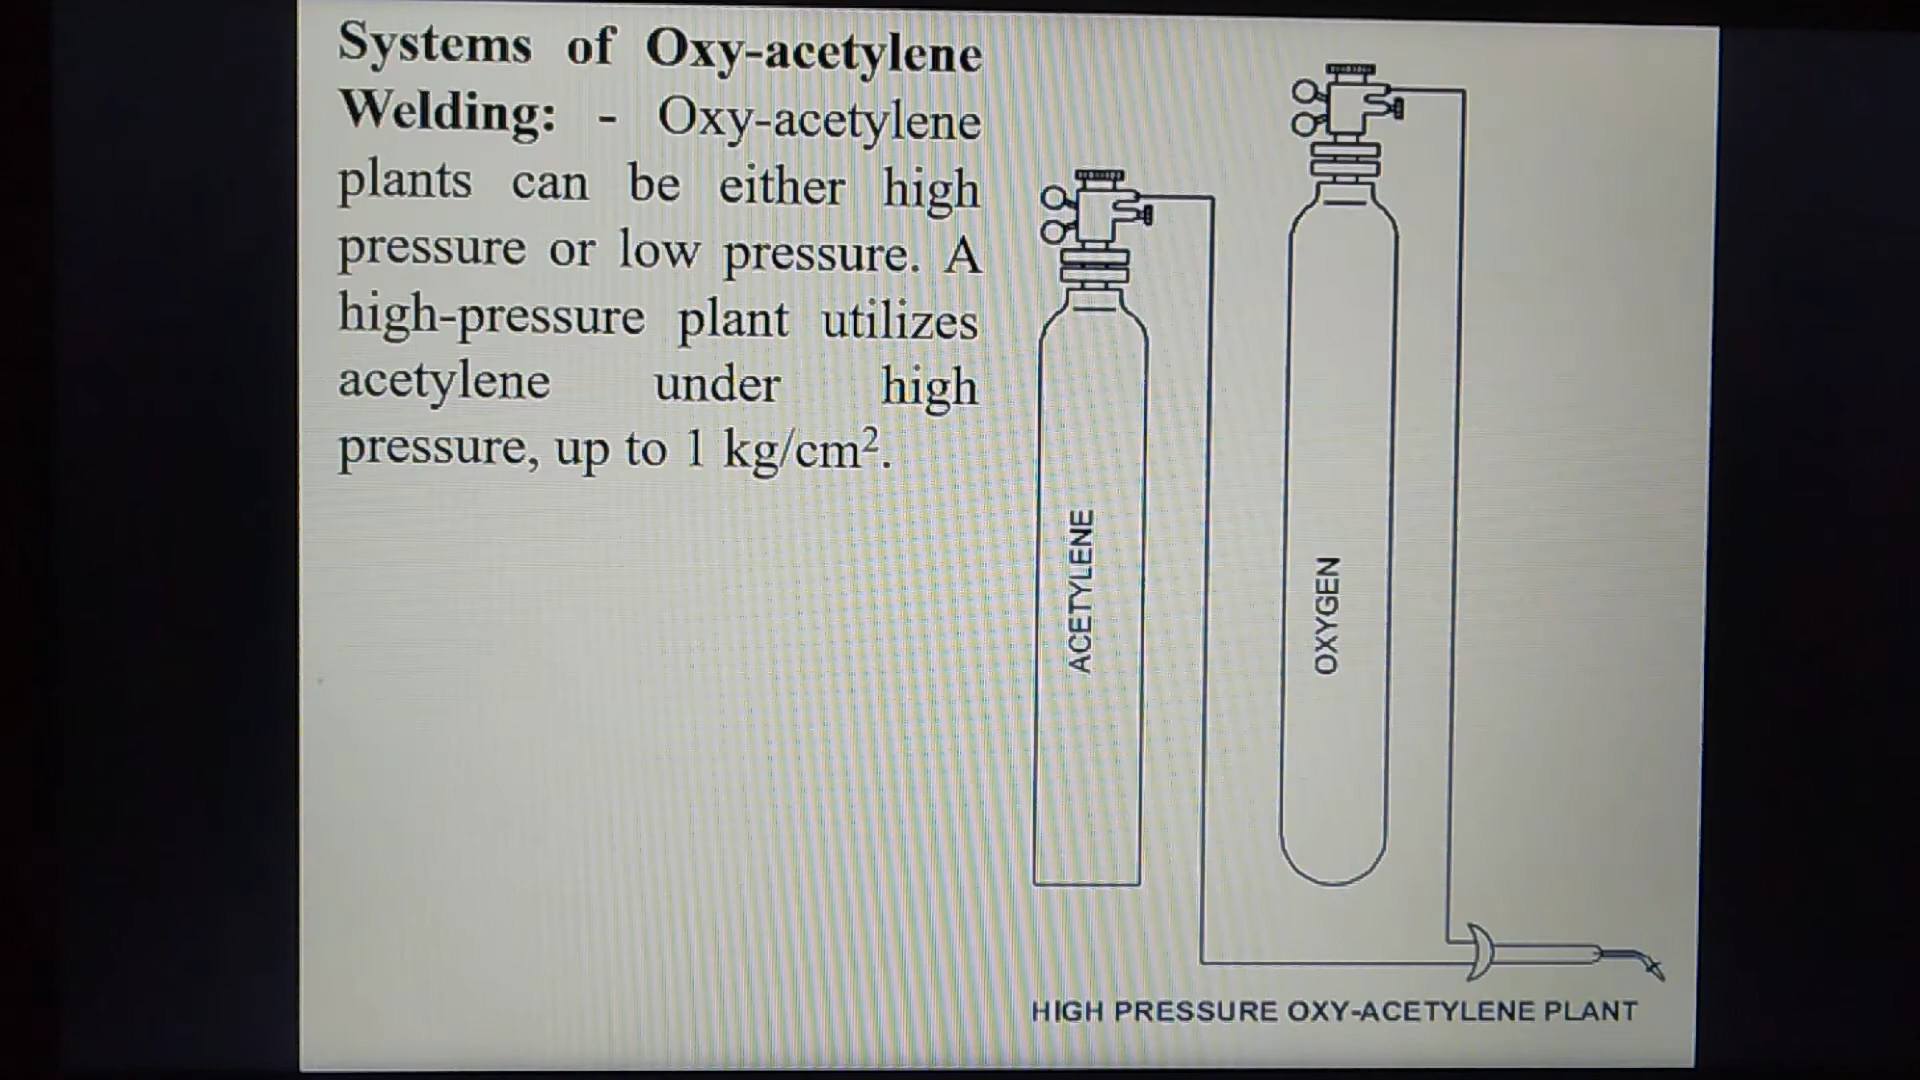 Systems of Oxy-acetylene
Welding: - Oxy-acetylene
plants can be either high
pressure or low pressure. A
high-pressure plant utilizes
acetylene under high
pressure, up to 1 kg/cm².
ACETYLENE
OXYGEN
HIGH PRESSURE OXY-ACETYLENE PLANT